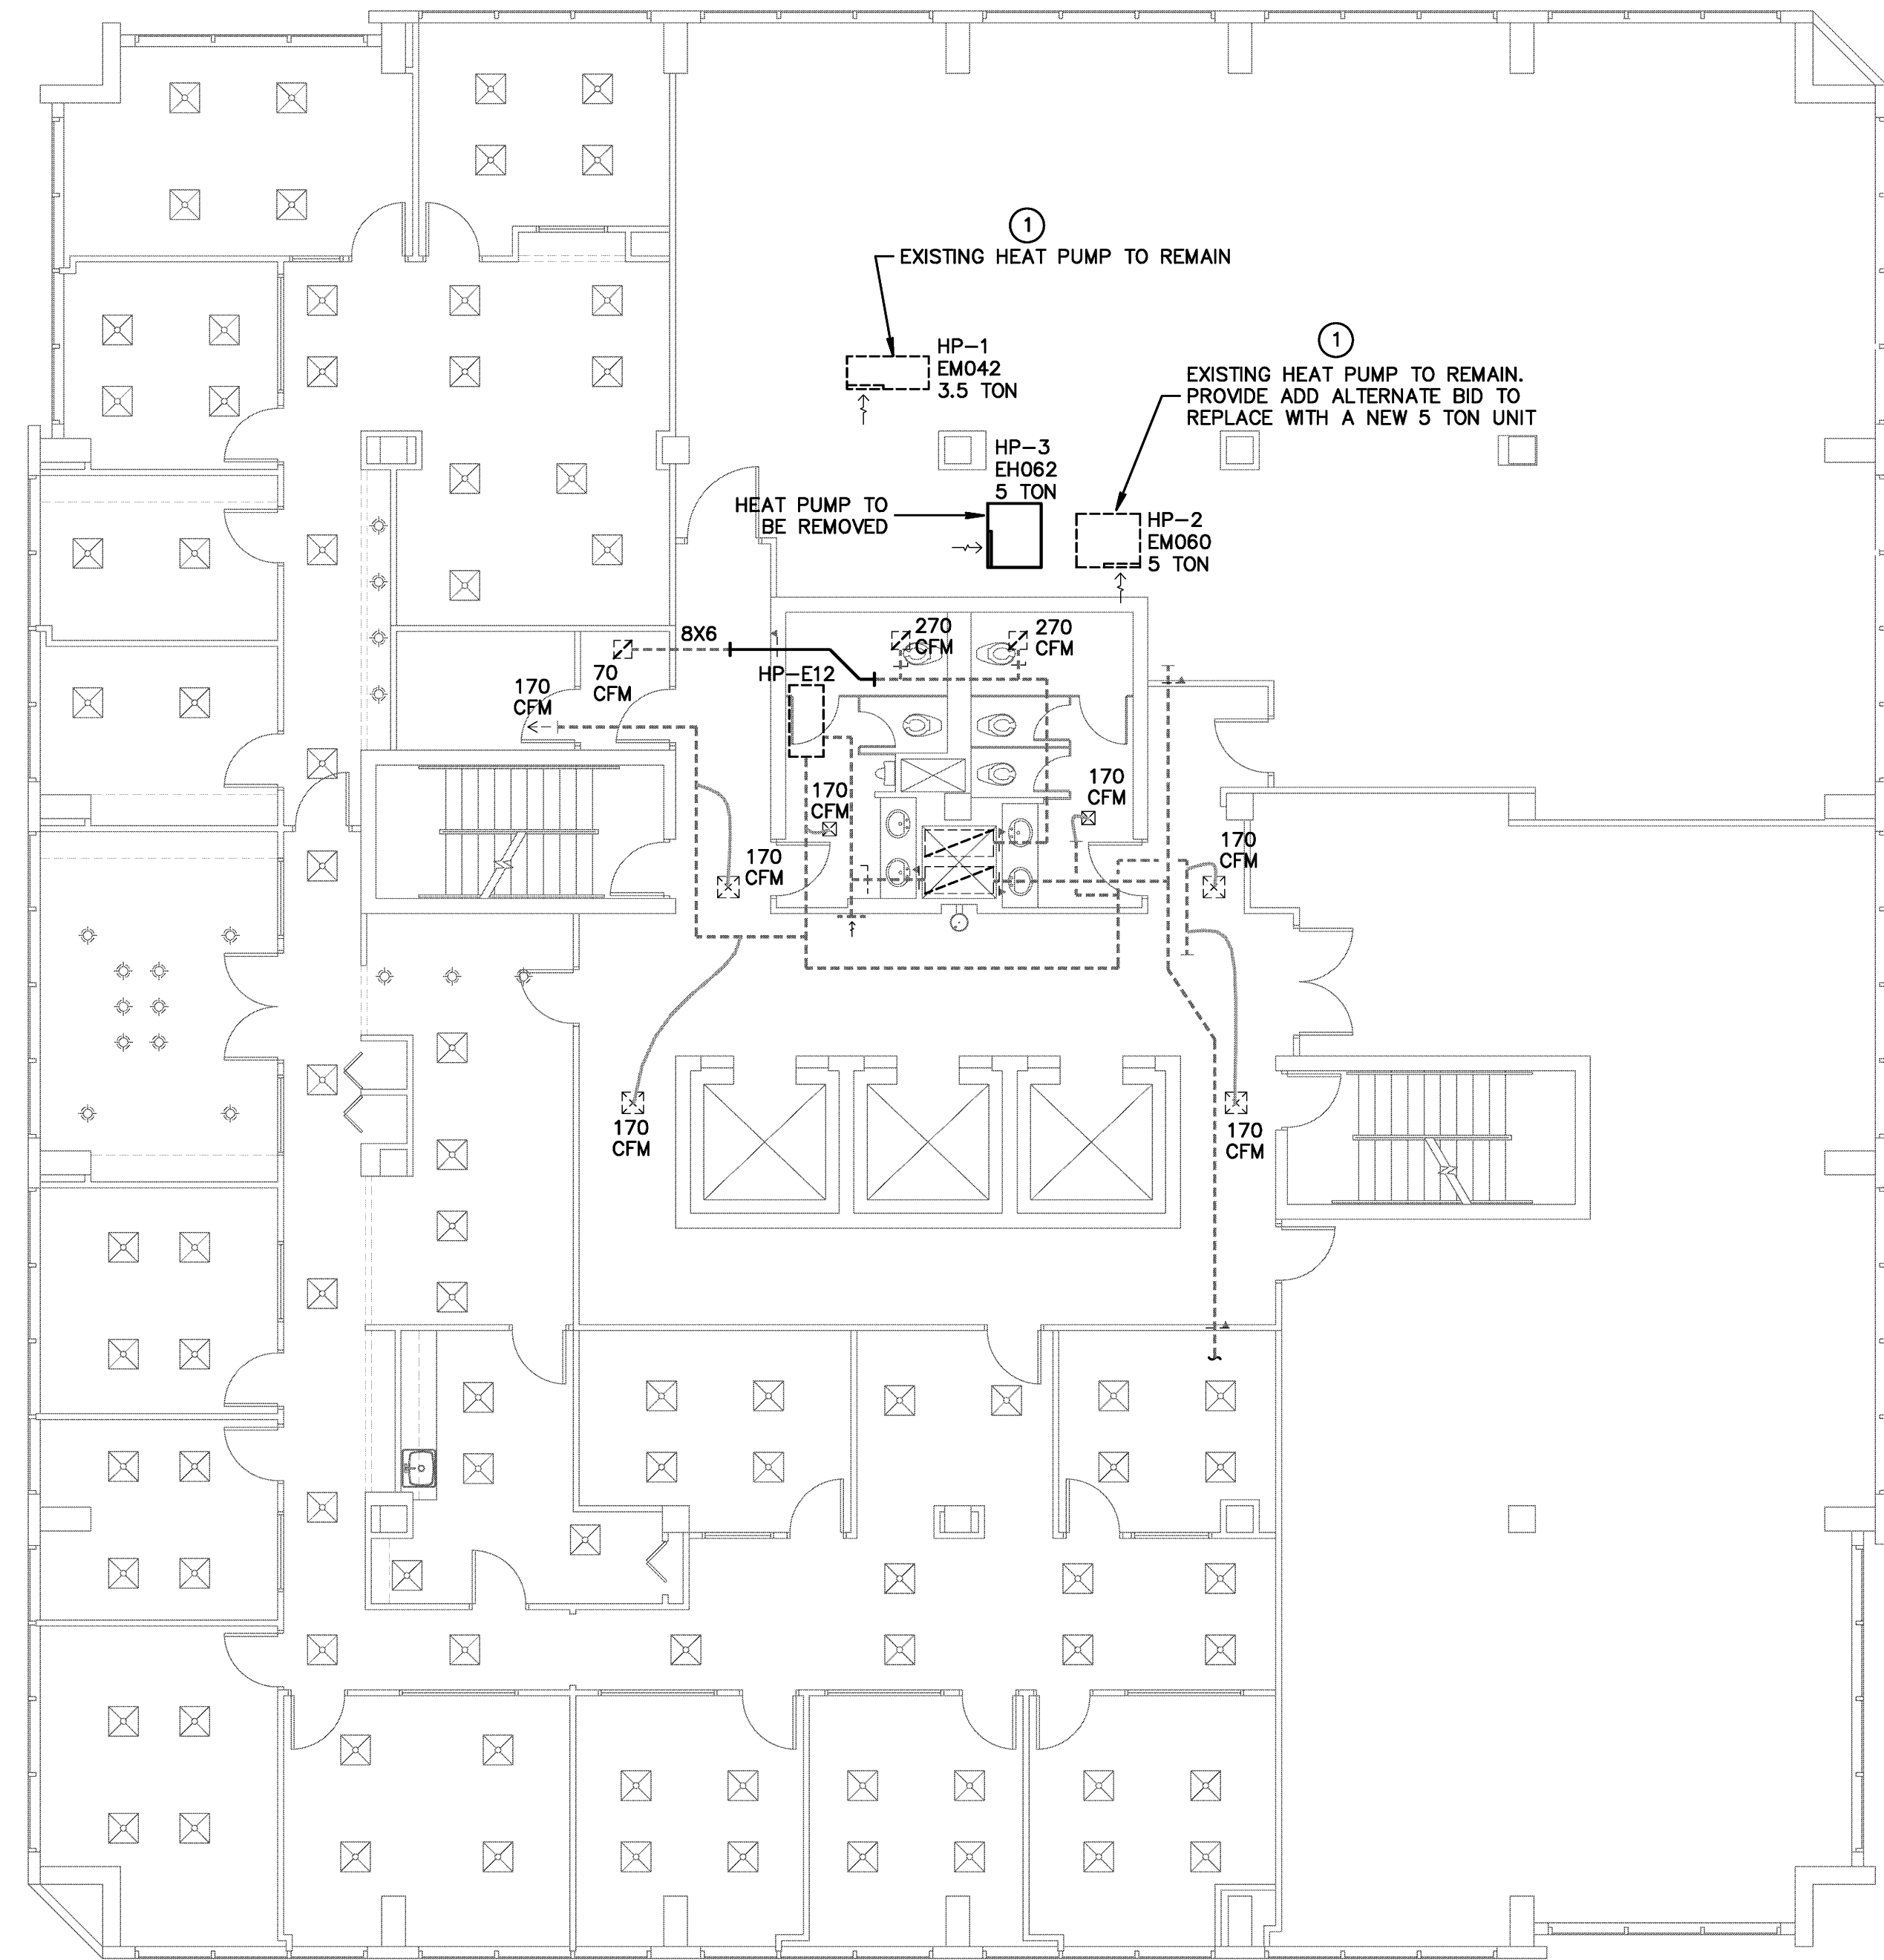 1
EXISTING HEAT PUMP TO REMAIN
HP-1
EM042
3.5 TON
1
EXISTING HEAT PUMP TO REMAIN.
PROVIDE ADD ALTERNATE BID TO
REPLACE WITH A NEW 5 TON UNIT
HP-3
EH062
5 TON
HEAT PUMP TO
BE REMOVED
HP-2
EM060
5 TON
8X6
270
CFM
270
CFM
70
CFM
HP-E12
170
CFM
170
CFM
170
CFM
170
CFM
170
CFM
170
CFM
170
CFM